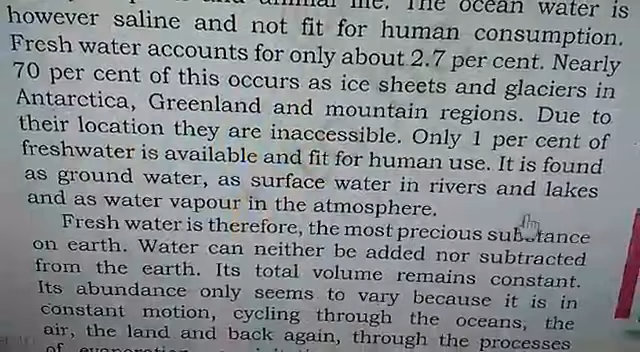 The ocean water is
however saline and not fit for human consumption.
Fresh water accounts for only about 2.7 per cent. Nearly
70 per cent of this occurs as ice sheets and glaciers in
Antarctica, Greenland and mountain regions. Due to
their location they are inaccessible. Only 1 per cent of
freshwater is available and fit for human use. It is found
as ground water, as surface water in rivers and lakes
and as water vapour in the atmosphere.
Fresh water is therefore, the most precious substance
on earth. Water can neither be added nor subtracted
from the earth. Its total volume remains constant.
Its abundance only seems to vary because it is in
constant motion, cycling through the oceans, the
air, the land and back again, through the processes
of evaporation